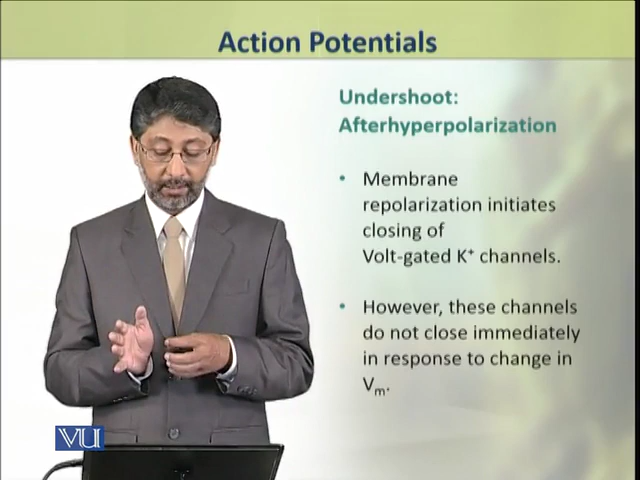 Action Potentials
Undershoot:
Afterhyperpolarization
• Membrane
repolarization initiates
closing of
Volt-gated K⁺ channels.
• However, these channels
do not close immediately
in response to change in
Vₘ.
VU